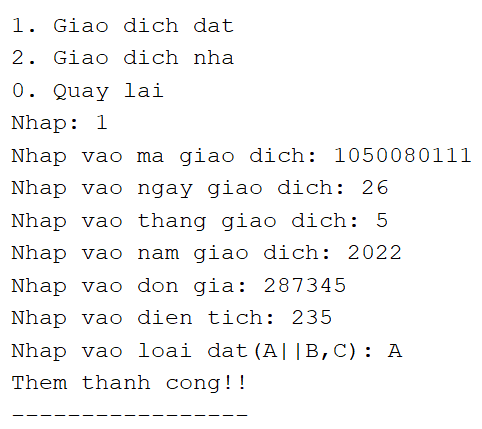 1. Giao dich dat
2. Giao dich nha
0. Quay lai
Nhap: 1
Nhap vao ma giao dich: 1050080111
Nhap vao ngay giao dich: 26
Nhap vao thang giao dich: 5
Nhap vao nam giao dich: 2022
Nhap vao don gia: 287345
Nhap vao dien tich: 235
Nhap vao loai dat(A||B,C): A
Them thanh cong!!
-----------------